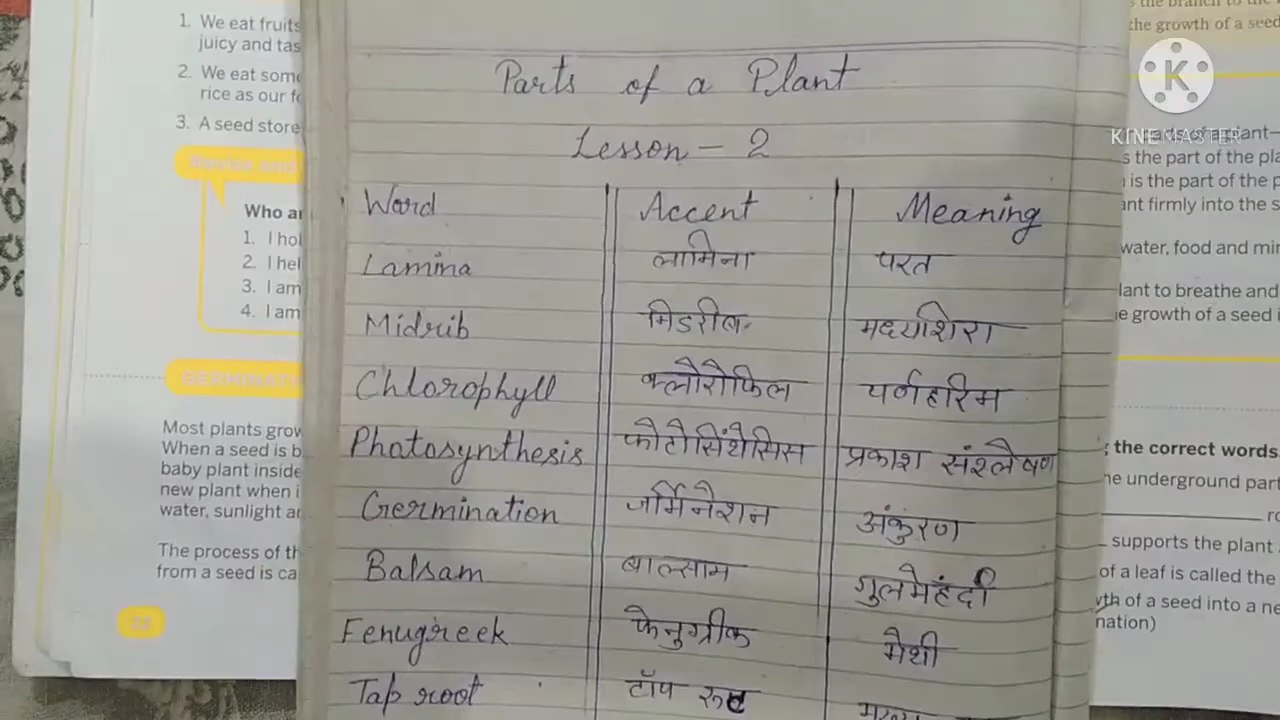 1. We eat fruits
juicy and tas
2. We eat some
rice as our f
3. A seed store
Who ar
1. I hol
2. I hel
3. I am
4. I am
GERMINATI
Most plants grow
When a seed is b
baby plant inside
new plant when i
water, sunlight a
The process of th
from a seed is ca
22
Parts of a Plant
Lesson - 2
Word Accent Meaning
Lamina लामिना परत
Midrib मिडरीब मध्यशिरा
Chlorophyll क्लोरोफिल पर्णहरिम
Photosynthesis फोटोसिंथेसिस प्रकाश संश्लेषण
Germination जर्मिनेशन अंकुरण
Balsam बाल्साम गुलमेहंदी
Fenugreek फेनुग्रीक मेथी
Tap root टॉप रूट
the growth of a seed
KINEMASTER
s the part of the pla
is the part of the p
ant firmly into the s
water, food and min
lant to breathe and
e growth of a seed i
the correct words.
he underground part
supports the plant
of a leaf is called the
wth of a seed into a ne
nation)